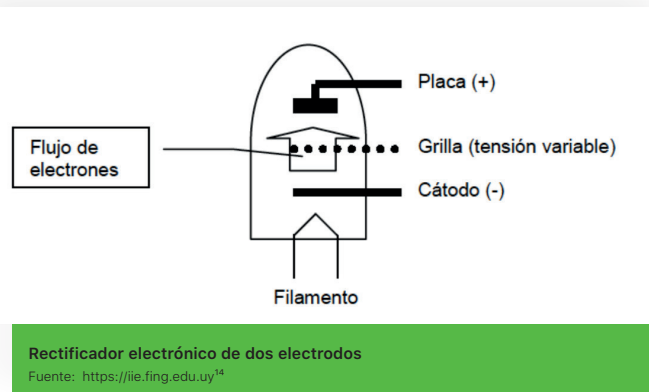 Placa (+)
Flujo de
electrones
Grilla (tensión variable)
Cátodo (-)
Filamento
Rectificador electrónico de dos electrodos
Fuente: https://iie.fing.edu.uy¹⁴